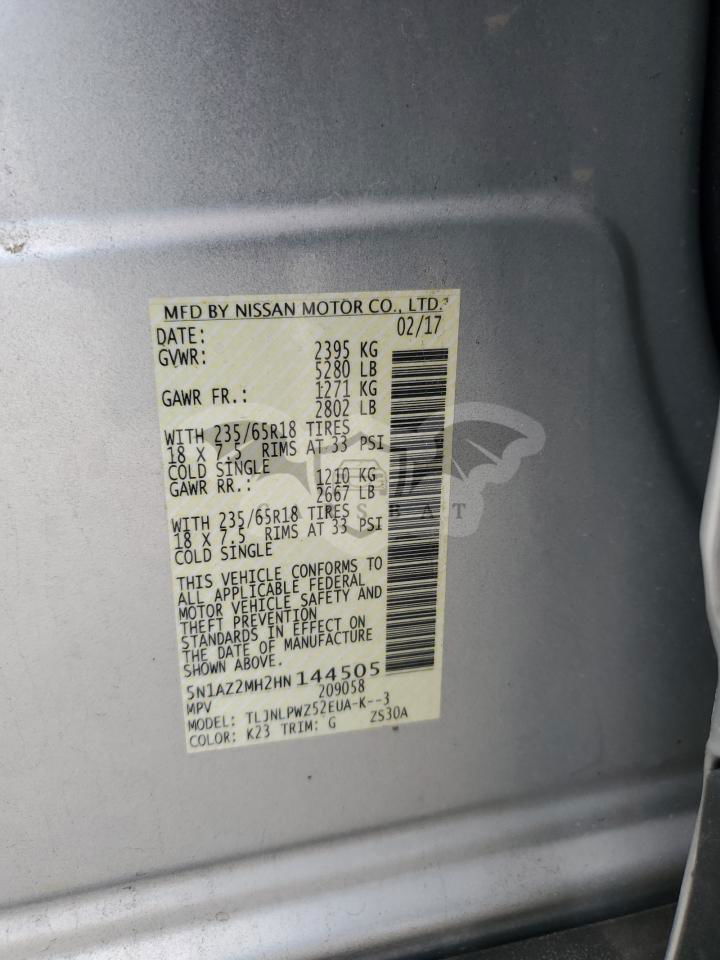 MFD BY NISSAN MOTOR CO., LTD.
DATE: 02/17
GVWR: 2395 KG
5280 LB
GAWR FR.: 1271 KG
2802 LB
WITH 235/65R18 TIRES
18 X 7.5 RIMS AT 33 PSI
COLD SINGLE
GAWR RR.: 1210 KG
2667 LB
WITH 235/65R18 TIRES
18 X 7.5 RIMS AT 33 PSI
COLD SINGLE
CARSBAT
THIS VEHICLE CONFORMS TO
ALL APPLICABLE FEDERAL
MOTOR VEHICLE SAFETY AND
THEFT PREVENTION
STANDARDS IN EFFECT ON
THE DATE OF MANUFACTURE
SHOWN ABOVE.
5N1AZ2MH2HN144505
MPV 209058
MODEL: TLJNLPWZ52EUA-K--3
COLOR: K23 TRIM: G ZS30A